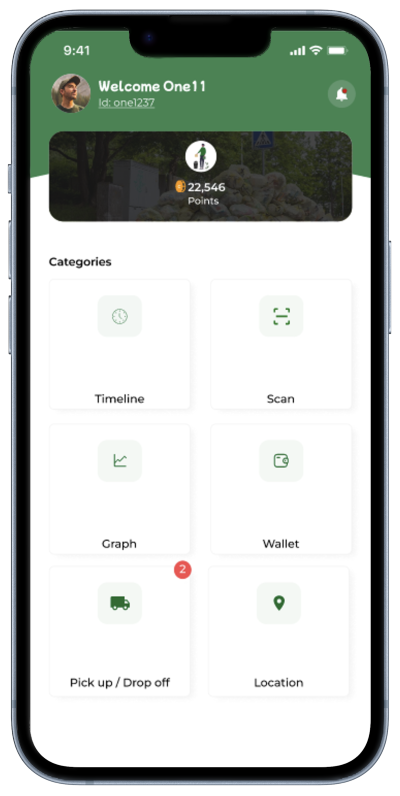 9:41
Welcome One11
Id: one1237
22,546
Points
Categories
Timeline
Scan
Graph
Wallet
2
Pick up / Drop off
Location